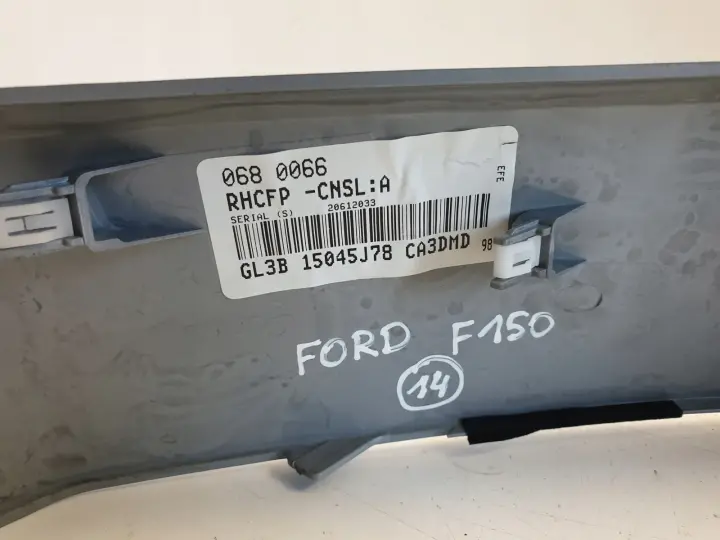 068 0066
RHCFP -CNSL:A
SERIAL (S) 20612033
GL3B 15045J78 CA3DMD 98
EFE
FORD F150
14